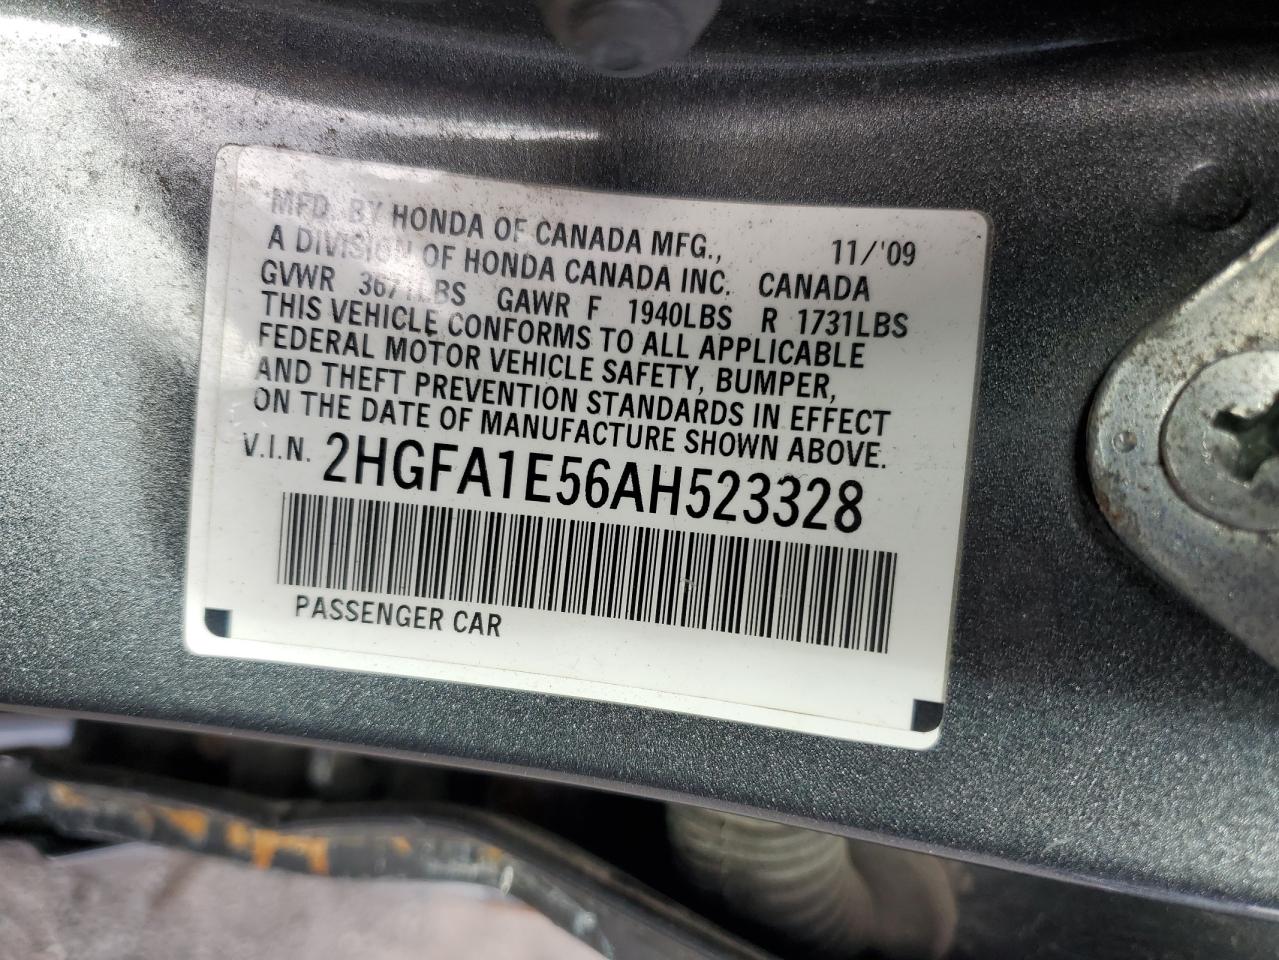 MFD. BY HONDA OF CANADA MFG., 11/'09
A DIVISION OF HONDA CANADA INC. CANADA
GVWR 3671LBS GAWR F 1940LBS R 1731LBS
THIS VEHICLE CONFORMS TO ALL APPLICABLE
FEDERAL MOTOR VEHICLE SAFETY, BUMPER,
AND THEFT PREVENTION STANDARDS IN EFFECT
ON THE DATE OF MANUFACTURE SHOWN ABOVE.
V.I.N. 2HGFA1E56AH523328
PASSENGER CAR